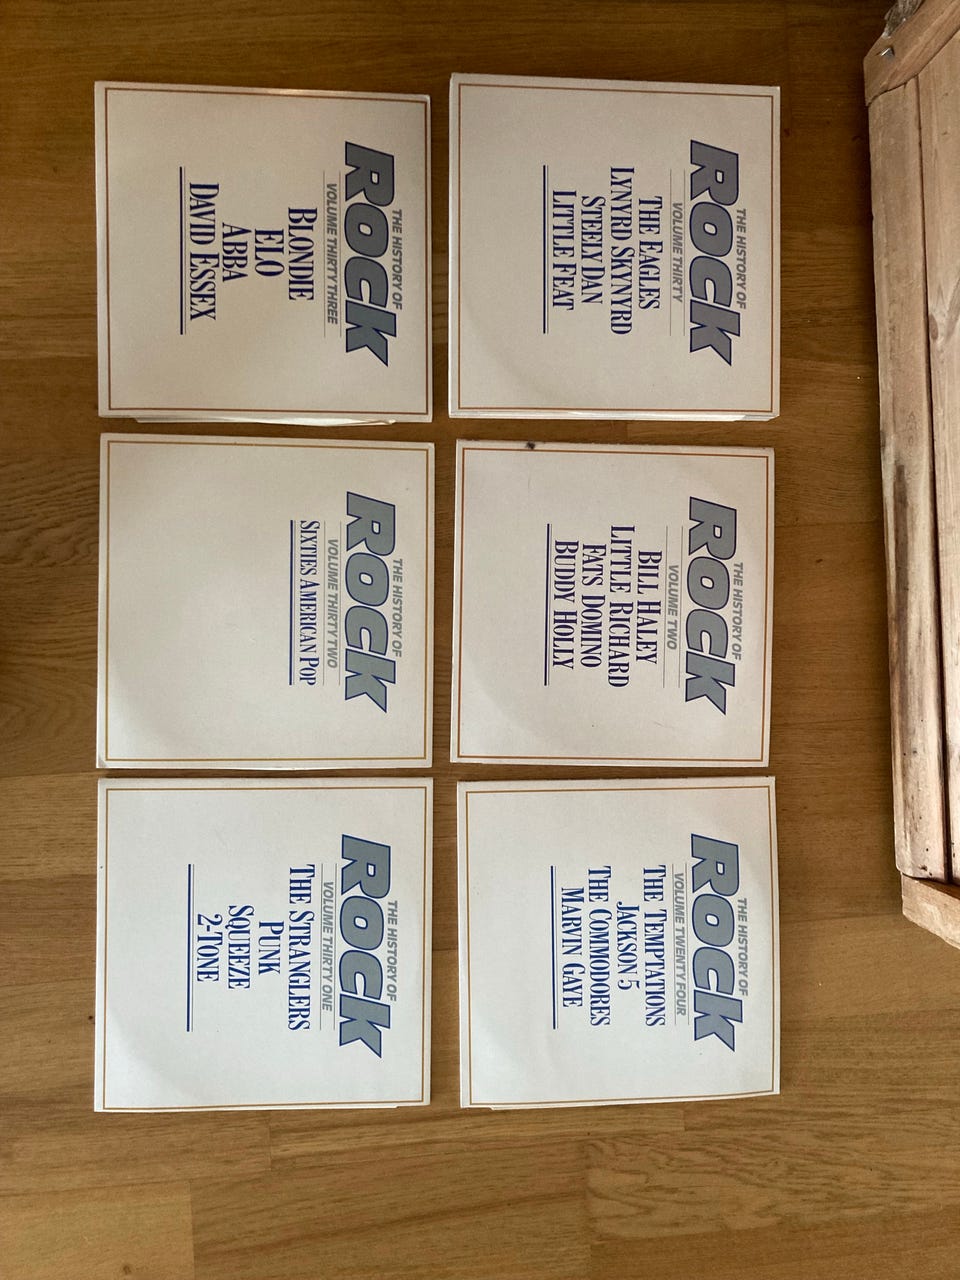 THE HISTORY OF
ROCK
VOLUME THIRTY
THE EAGLES
LYNYRD SKYNYRD
STEELY DAN
LITTLE FEAT
THE HISTORY OF
ROCK
VOLUME TWO
BILL HALEY
LITTLE RICHARD
FATS DOMINO
BUDDY HOLLY
THE HISTORY OF
ROCK
VOLUME TWENTY FOUR
THE TEMPTATIONS
JACKSON 5
THE COMMODORES
MARVIN GAYE
THE HISTORY OF
ROCK
VOLUME THIRTY THREE
BLONDIE
ELO
ABBA
DAVID ESSEX
THE HISTORY OF
ROCK
VOLUME THIRTY TWO
SIXTIES AMERICAN POP
THE HISTORY OF
ROCK
VOLUME THIRTY ONE
THE STRANGLERS
PUNK
SQUEEZE
2-TONE